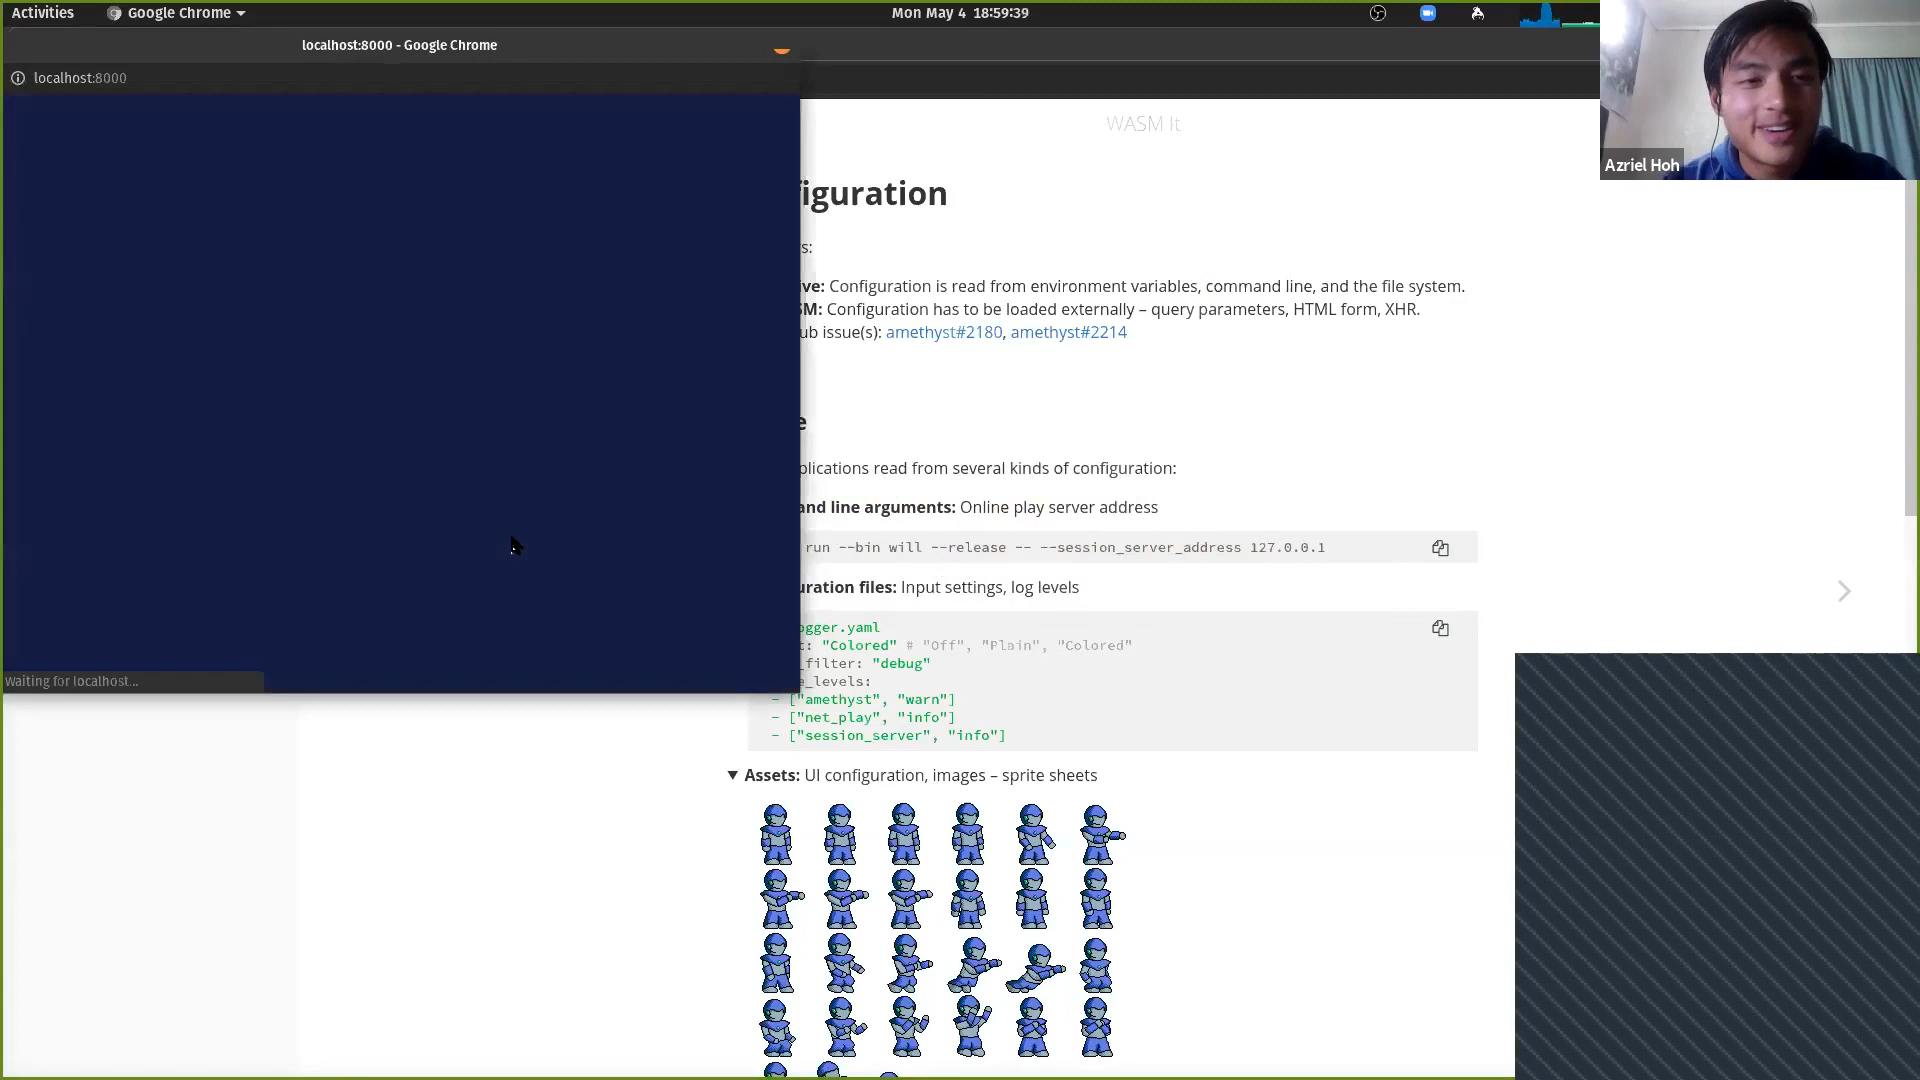 Activities
Google Chrome
Mon May 4 18:59:39
localhost:8000 - Google Chrome
localhost:8000
Azriel Hoh
WASM It
figuration
s:
ive: Configuration is read from environment variables, command line, and the file system.
SM: Configuration has to be loaded externally – query parameters, HTML form, XHR.
ub issue(s): amethyst#2180, amethyst#2214
e
plications read from several kinds of configuration:
and line arguments: Online play server address
run --bin will --release -- --session_server_address 127.0.0.1
uration files: Input settings, log levels
ogger.yaml
t: "Colored" # "Off", "Plain", "Colored"
_filter: "debug"
e_levels:
- ["amethyst", "warn"]
- ["net_play", "info"]
- ["session_server", "info"]
Waiting for localhost...
Assets: UI configuration, images – sprite sheets